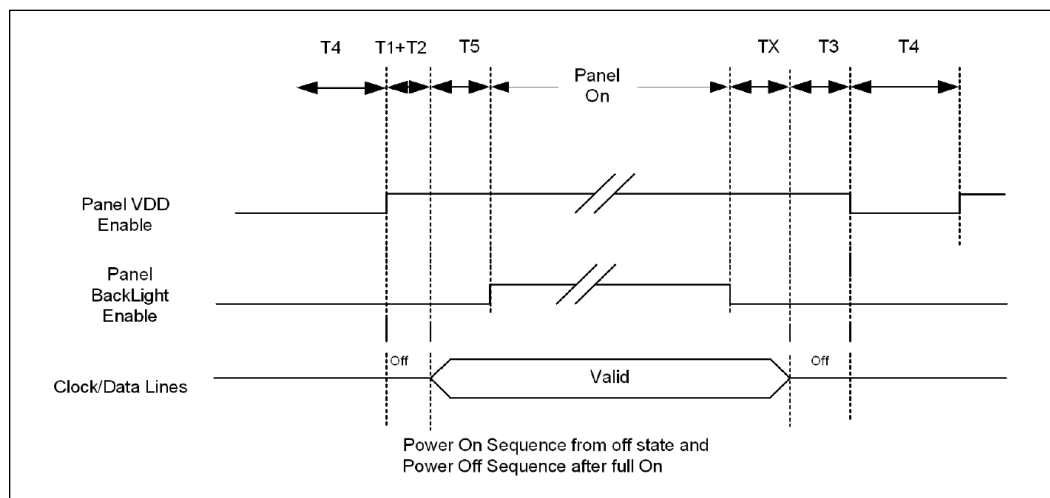 T4 T1+T2 T5 TX T3 T4
Panel
On
Panel VDD
Enable
Panel
BackLight
Enable
Off Off
Clock/Data Lines
Valid
Power On Sequence from off state and
Power Off Sequence after full On